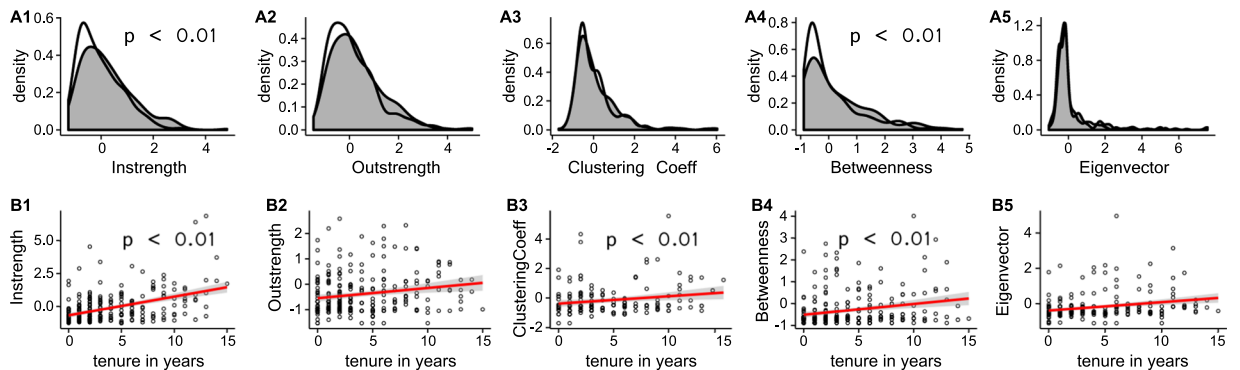 A1
0.6
0.4
0.2
0.0
density
p < 0.01
0 2 4
Instrength
A2
0.4
0.3
0.2
0.1
0.0
density
0 2 4
Outstrength
A3
0.6
0.4
0.2
0.0
density
-2 0 2 4 6
Clustering Coeff
A4
0.8
0.6
0.4
0.2
0.0
density
p < 0.01
-1 0 1 2 3 4 5
Betweenness
A5
1.2
0.8
0.4
0.0
density
0 2 4 6
Eigenvector
B1
5.0
2.5
0.0
Instrength
p < 0.01
0 5 10 15
tenure in years
B2
2
1
0
-1
Outstrength
0 5 10 15
tenure in years
B3
4
2
0
-2
ClusteringCoeff
p < 0.01
0 5 10 15
tenure in years
B4
4
3
2
1
0
-1
Betweenness
p < 0.01
0 5 10 15
tenure in years
B5
4
2
0
Eigenvector
0 5 10 15
tenure in years